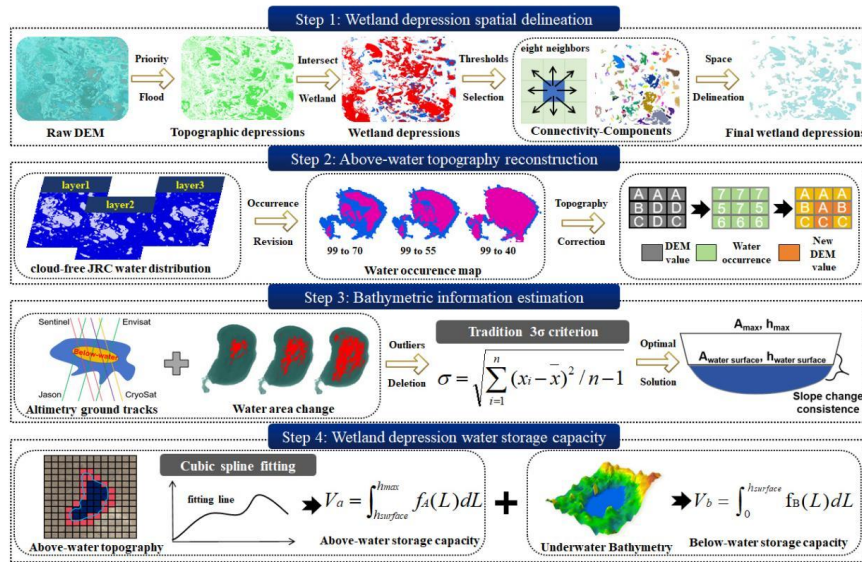 Step 1: Wetland depression spatial delineation
Priority
Flood
Intersect
Wetland
Thresholds
Selection
eight neighbors
Space
Delineation
Raw DEM
Topographic depressions
Wetland depressions
Connectivity-Components
Final wetland depression
Step 2: Above-water topography reconstruction
layer1
layer2
layer3
cloud-free JRC water distribution
Occurrence
Revision
99 to 70
99 to 55
99 to 40
Water occurence map
Topography
Correction
A A A
B D D
C D C
7 7 7
5 7 5
6 6 6
A A A
B A B
C C C
DEM value
Water occurrence
New DEM value
Step 3: Bathymetric information estimation
Sentinel
Envisat
Below-water
Jason
CryoSat
Altimetry ground tracks
Water area change
Outliers
Deletion
Tradition 3σ criterion
σ = √∑ⁿᵢ₌₁ (xᵢ − x̄)² / n − 1
Optimal
Solution
Amax, hmax
Awater surface, hwater surface
Slope change
consistence
Step 4: Wetland depression water storage capacity
Above-water topography
Cubic spline fitting
fitting line
Va = ∫hsurface hmax fA(L)dL
Above-water storage capacity
Underwater Bathymetry
Vb = ∫0 hsurface fB(L)dL
Below-water storage capacity